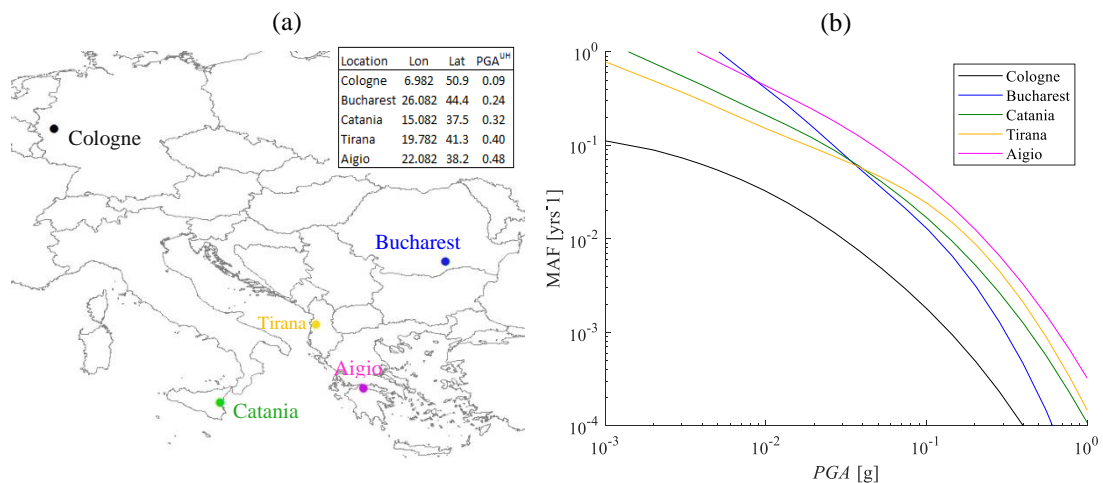 (a)
Location Lon Lat PGA^UH
Cologne 6.982 50.9 0.09
Bucharest 26.082 44.4 0.24
Catania 15.082 37.5 0.32
Tirana 19.782 41.3 0.40
Aigio 22.082 38.2 0.48
Cologne
Bucharest
Tirana
Aigio
Catania
(b)
10^0
10^-1
10^-2
10^-3
10^-4
MAF [yrs^-1]
Cologne
Bucharest
Catania
Tirana
Aigio
10^-3 10^-2 10^-1 10^0
PGA [g]